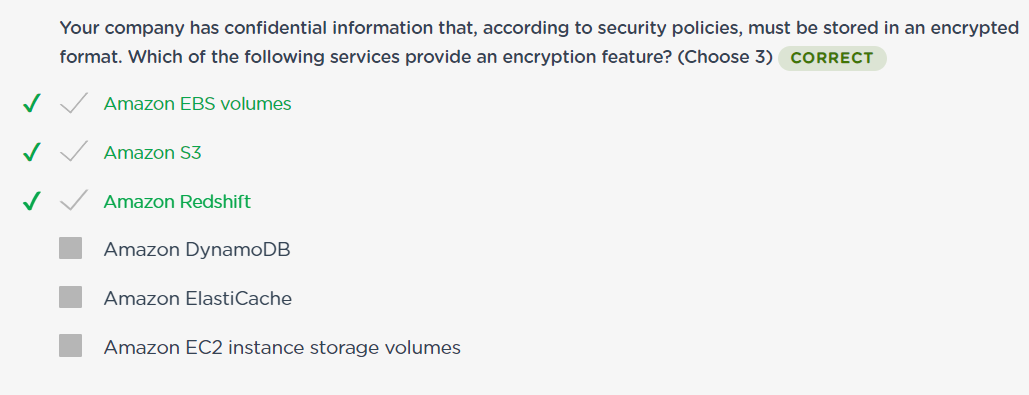 Your company has confidential information that, according to security policies, must be stored in an encrypted
format. Which of the following services provide an encryption feature? (Choose 3) CORRECT
Amazon EBS volumes
Amazon S3
Amazon Redshift
Amazon DynamoDB
Amazon ElastiCache
Amazon EC2 instance storage volumes